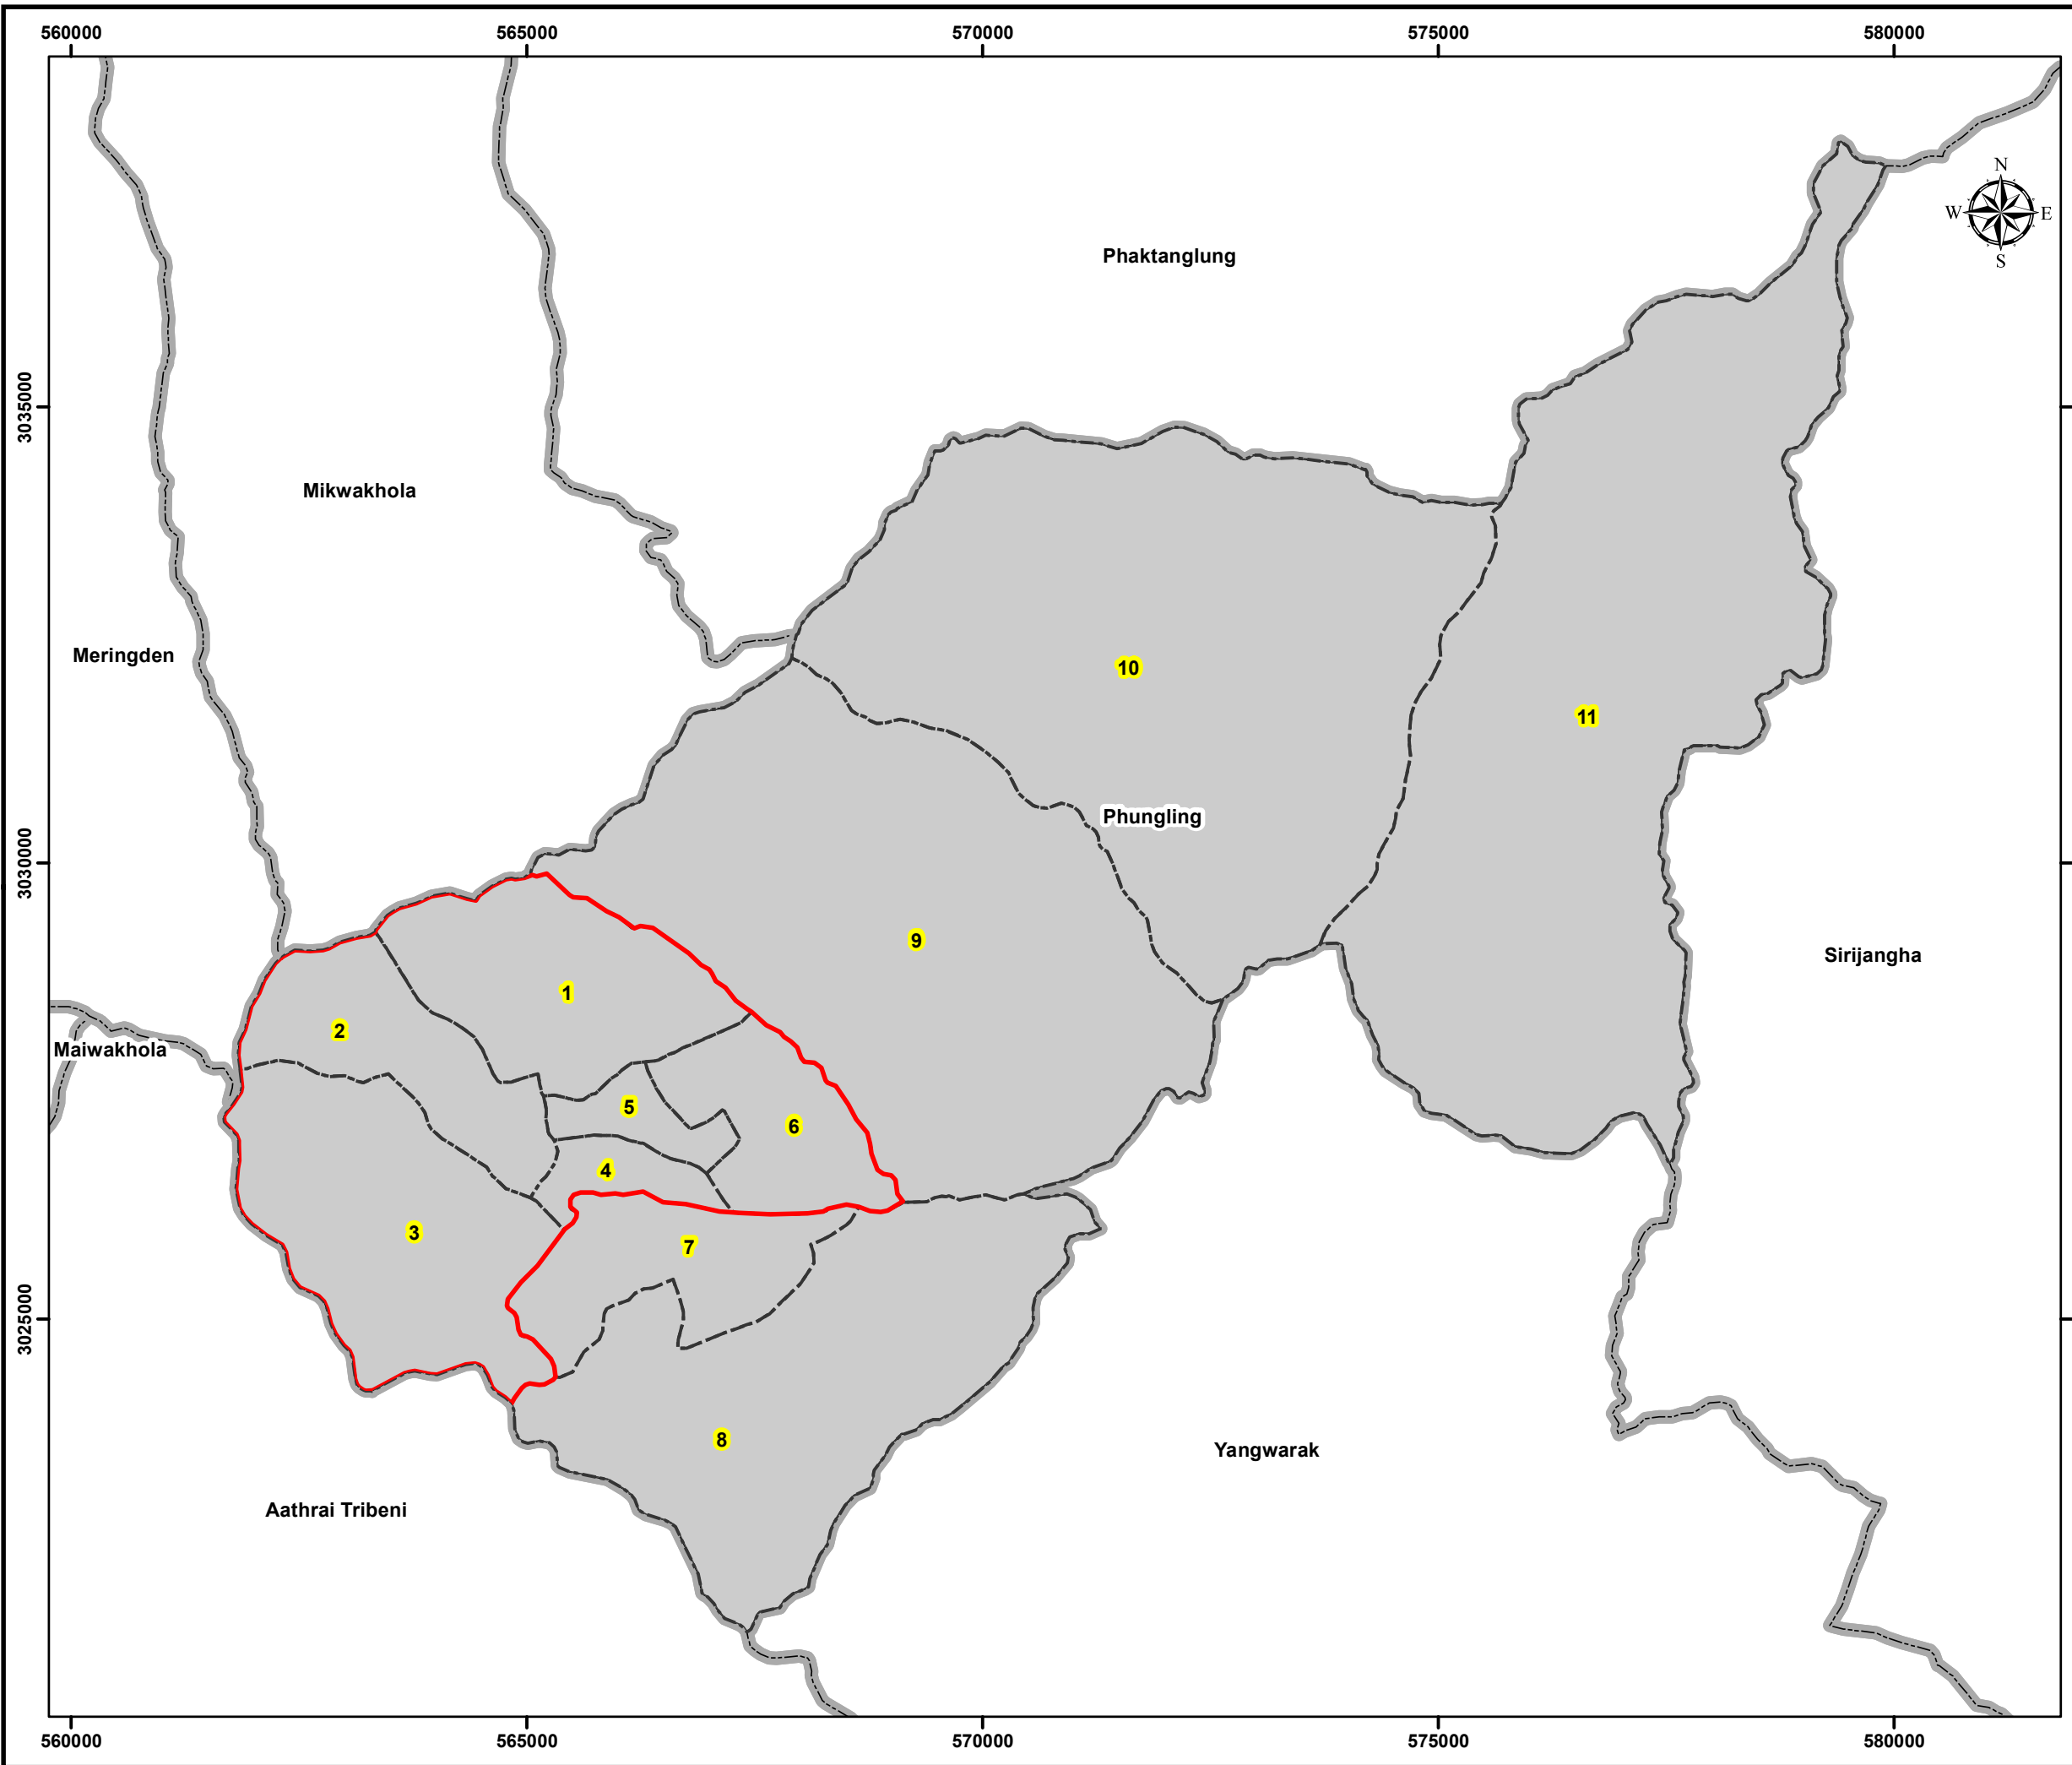 560000 565000 570000 575000 580000
N
W E
S
Phaktanglung
3035000
Mikwakhola
Meringden
10
11
Phungling
3030000
9
Sirijangha
1
2
Maiwakhola
5
6
4
3
7
3025000
8
Yangwarak
Aathrai Tribeni
560000 565000 570000 575000 580000